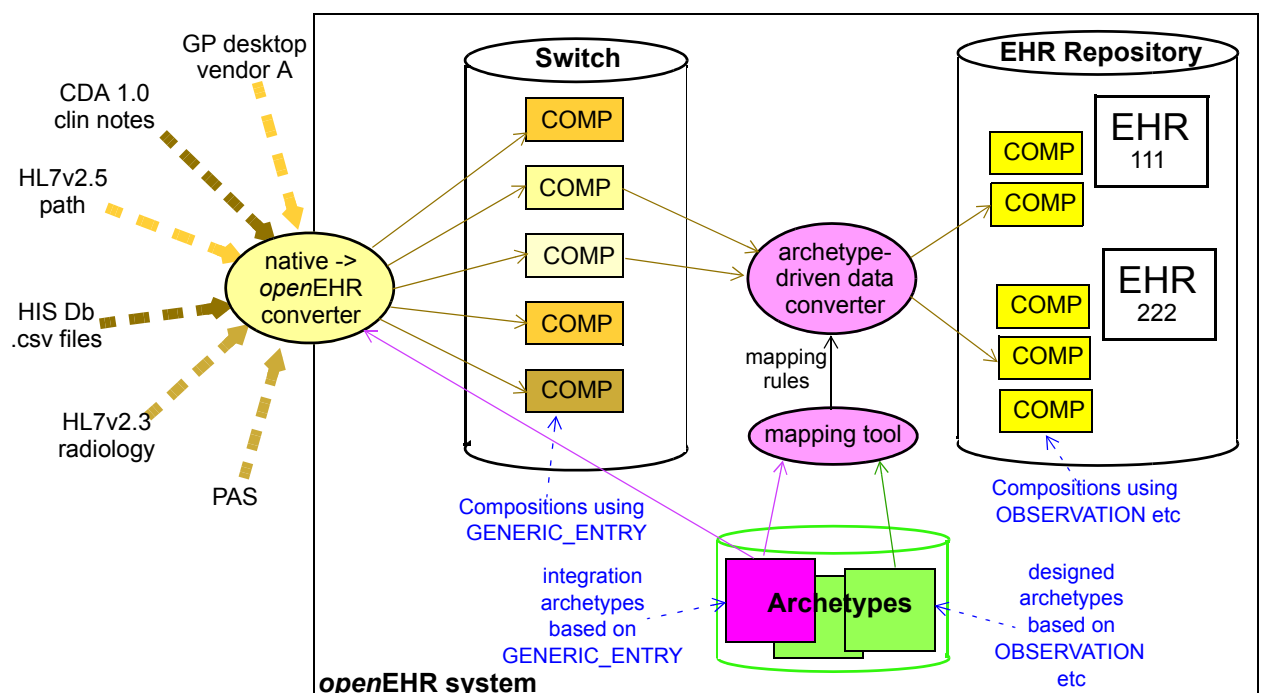 GP desktop
vendor A
CDA 1.0
clin notes
HL7v2.5
path
HIS Db
.csv files
HL7v2.3
radiology
PAS
native ->
openEHR
converter
Switch
COMP
COMP
COMP
COMP
COMP
Compositions using
GENERIC_ENTRY
archetype-
driven data
converter
mapping
rules
mapping tool
EHR Repository
COMP
COMP
EHR
111
COMP
COMP
COMP
EHR
222
Compositions using
OBSERVATION etc
integration
archetypes
based on
GENERIC_ENTRY
Archetypes
designed
archetypes
based on
OBSERVATION
etc
openEHR system